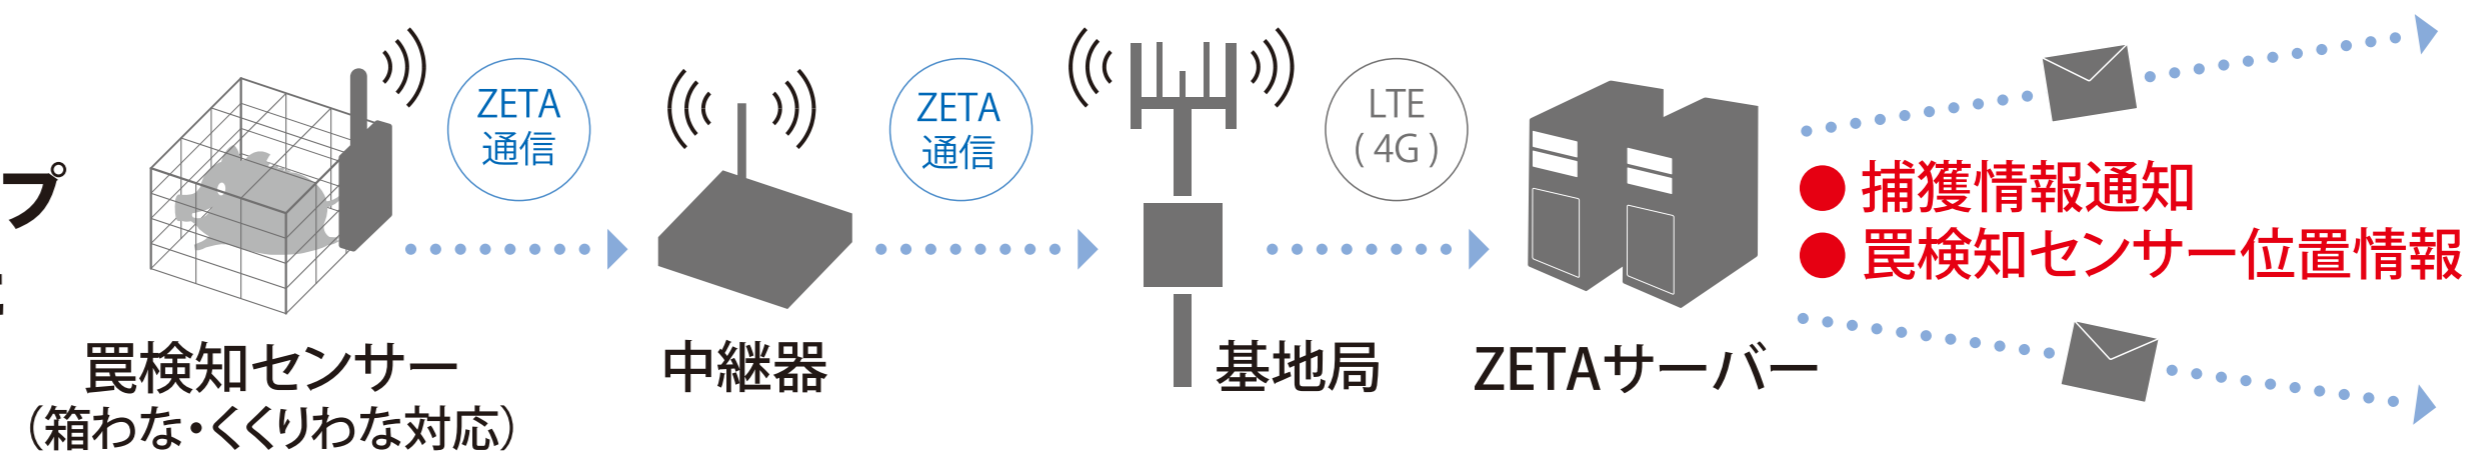 プ
ZETA
通信
ZETA
通信
LTE
( 4G )
● 捕獲情報通知
● 罠検知センサー位置情報
罠検知センサー
（箱わな・くくりわな対応）
中継器
基地局
ZETAサーバー